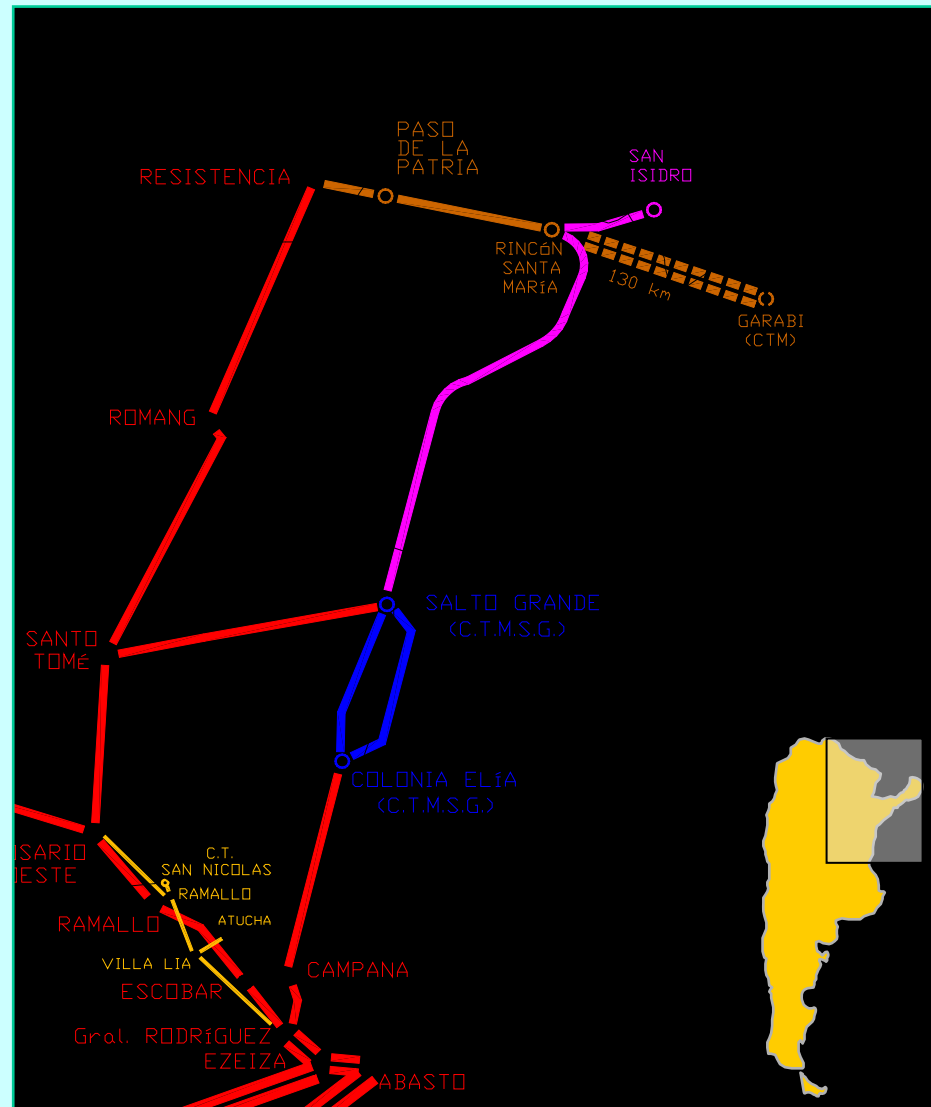 PASO
DE LA
PATRIA
SAN
ISIDRO
RESISTENCIA
RINCóN
SANTA
MARíA
130 km
GARABI
(CTM)
ROMANG
SALTO GRANDE
(C.T.M.S.G.)
SANTO
TOMé
COLONIA ELíA
(C.T.M.S.G.)
SARIO
ESTE
C.T.
SAN NICOLAS
RAMALLO
RAMALLO
ATUCHA
VILLA LIA
ESCOBAR
CAMPANA
Gral. RODRíGUEZ
EZEIZA
ABASTO